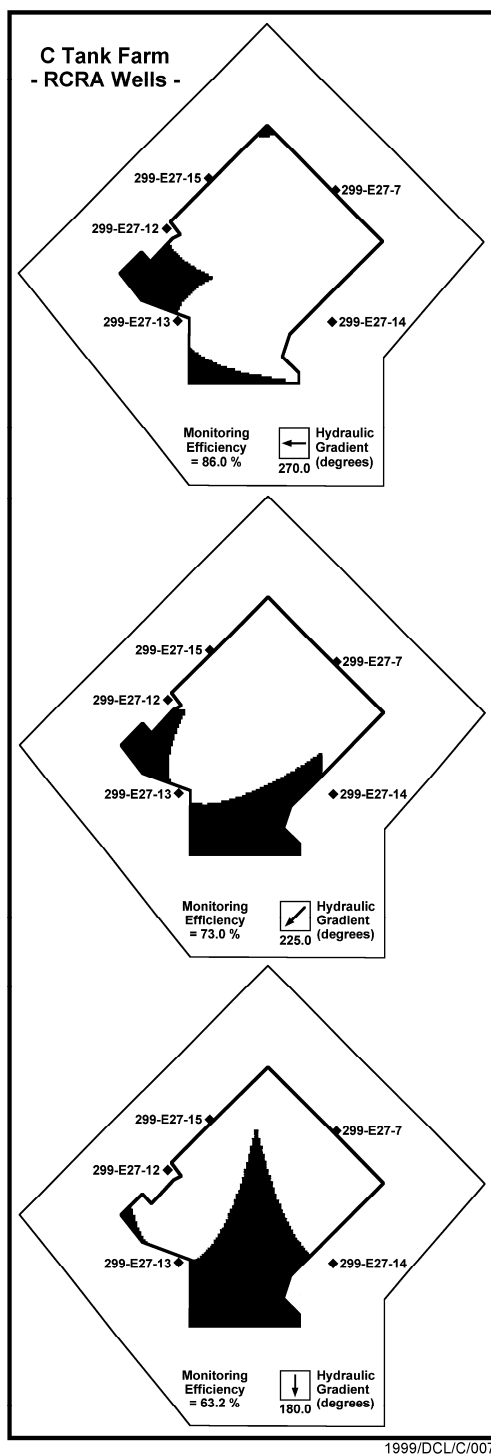 C Tank Farm
- RCRA Wells -
299-E27-15
299-E27-7
299-E27-12
299-E27-13
299-E27-14
Monitoring
Efficiency
= 86.0 %
270.0
Hydraulic
Gradient
(degrees)
299-E27-15
299-E27-7
299-E27-12
299-E27-13
299-E27-14
Monitoring
Efficiency
= 73.0 %
225.0
Hydraulic
Gradient
(degrees)
299-E27-15
299-E27-7
299-E27-12
299-E27-13
299-E27-14
Monitoring
Efficiency
= 63.2 %
180.0
Hydraulic
Gradient
(degrees)
1999/DCL/C/007